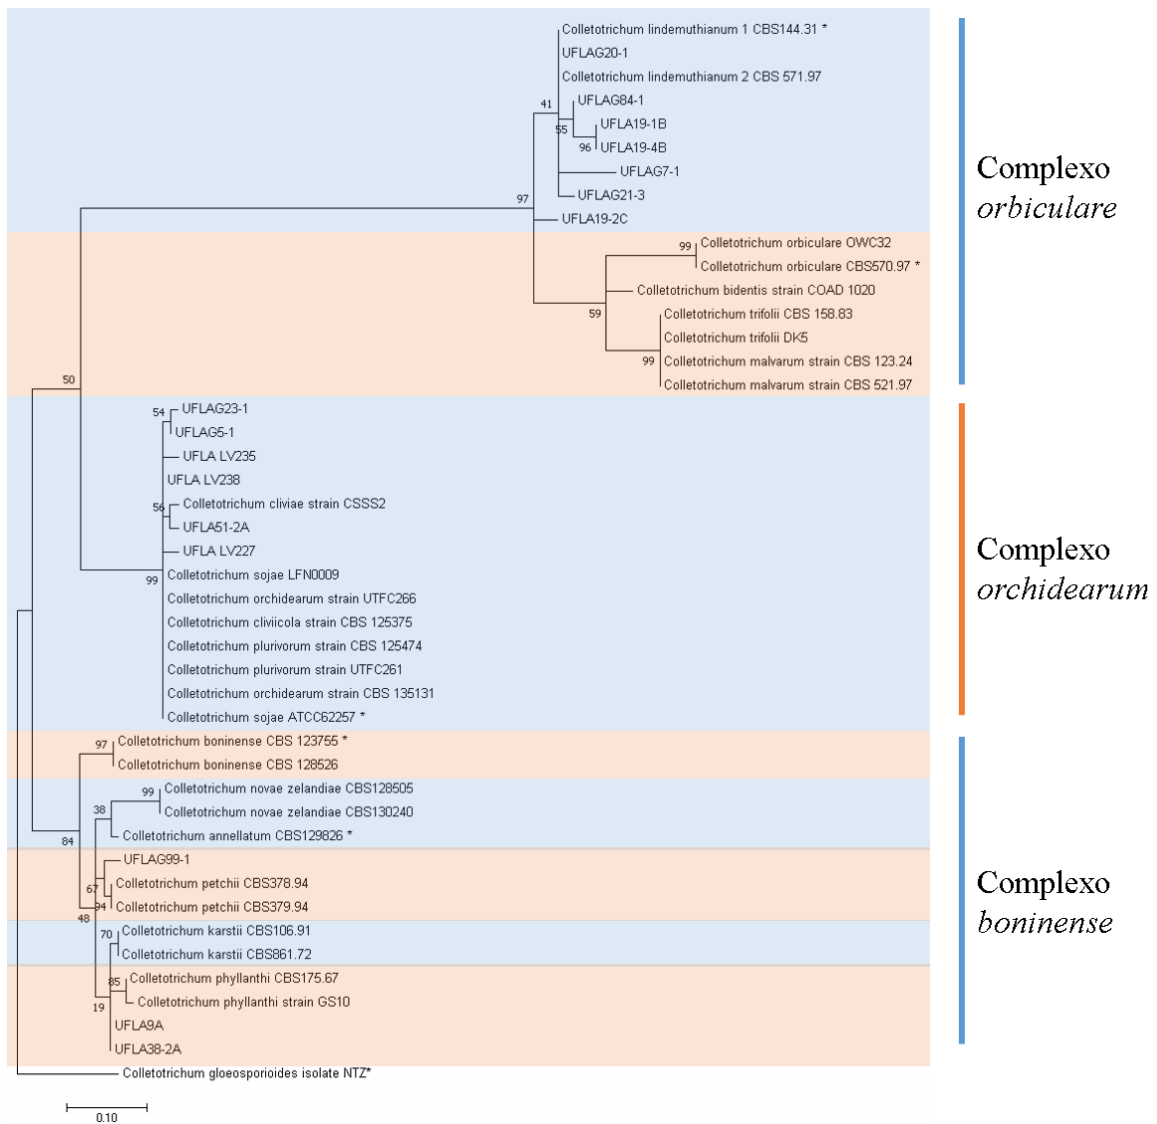 Colletotrichum lindemuthianum 1 CBS144.31 *
UFLAG20-1
Colletotrichum lindemuthianum 2 CBS 571.97
41
UFLAG84-1
55
UFLA19-1B
96
UFLA19-4B
UFLAG7-1
97
UFLAG21-3
UFLA19-2C
Complexo
orbiculare
99
Colletotrichum orbiculare OWC32
Colletotrichum orbiculare CBS570.97 *
Colletotrichum bidentis strain COAD 1020
59
Colletotrichum trifolii CBS 158.83
Colletotrichum trifolii DK5
99
Colletotrichum malvarum strain CBS 123.24
Colletotrichum malvarum strain CBS 521.97
50
54
UFLAG23-1
UFLAG5-1
UFLA LV235
UFLA LV238
56
Colletotrichum cliviae strain CSSS2
UFLA51-2A
UFLA LV227
99
Colletotrichum sojae LFN0009
Colletotrichum orchidearum strain UTFC266
Colletotrichum cliviicola strain CBS 125375
Colletotrichum plurivorum strain CBS 125474
Colletotrichum plurivorum strain UTFC261
Colletotrichum orchidearum strain CBS 135131
Colletotrichum sojae ATCC62257 *
Complexo
orchidearum
97
Colletotrichum boninense CBS 123755 *
Colletotrichum boninense CBS 128526
99
Colletotrichum novae zelandiae CBS128505
38
Colletotrichum novae zelandiae CBS130240
84
Colletotrichum annellatum CBS129826 *
UFLAG99-1
67
Colletotrichum petchii CBS378.94
94
Colletotrichum petchii CBS379.94
48
70
Colletotrichum karstii CBS106.91
Colletotrichum karstii CBS861.72
85
Colletotrichum phyllanthi CBS175.67
19
Colletotrichum phyllanthi strain GS10
UFLA9A
UFLA38-2A
Complexo
boninense
Colletotrichum gloeosporioides isolate NTZ*
0.10